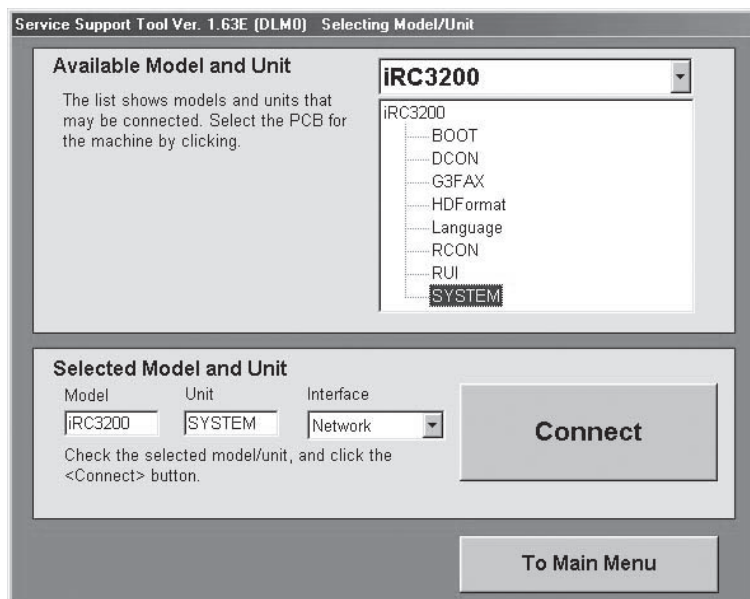 Service Support Tool Ver. 1.63E (DLM0)   Selecting Model/Unit
Available Model and Unit
The list shows models and units that
may be connected. Select the PCB for
the machine by clicking.
iRC3200
iRC3200
BOOT
DCON
G3FAX
HDFormat
Language
RCON
RUI
SYSTEM
Selected Model and Unit
Model Unit Interface
iRC3200 SYSTEM Network
Check the selected model/unit, and click the
<Connect> button.
Connect
To Main Menu